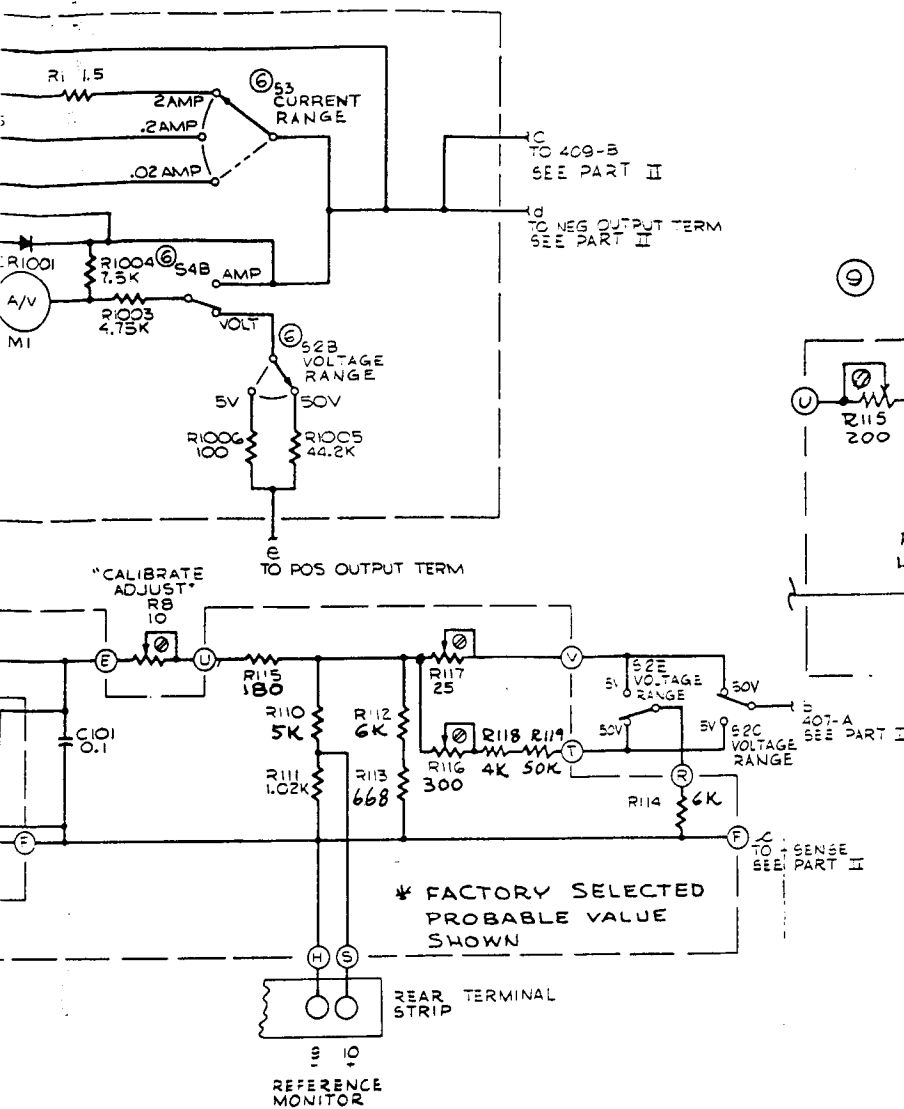 R1 1.5
2AMP
.2AMP
.02 AMP
6 S3
CURRENT
RANGE
C
TO 409-B
SEE PART II
d
TO NEG OUTPUT TERM
SEE PART II
CR1001
R1004
7.5K
6 S4B
AMP
A/V
M1
R1003
4.75K
VOLT
6 S2B
VOLTAGE
RANGE
5V
50V
R1006
100
R1005
44.2K
e
TO POS OUTPUT TERM
9
U
R115
200
"CALIBRATE
ADJUST"
R8
10
E
U
R115
180
R117
25
V
S2E
VOLTAGE
RANGE
5V
50V
50V
5V
b
407-A
SEE PART I
S2C
VOLTAGE
RANGE
C101
0.1
R110
5K
R112
6K
R111
1.02K
R113
668
R116
300
R118
4K
R119
50K
T
R
R114
6K
F
F
TO + SENSE
SEE PART II
* FACTORY SELECTED
PROBABLE VALUE
SHOWN
H
S
REAR TERMINAL
STRIP
9 10
- +
REFERENCE
MONITOR